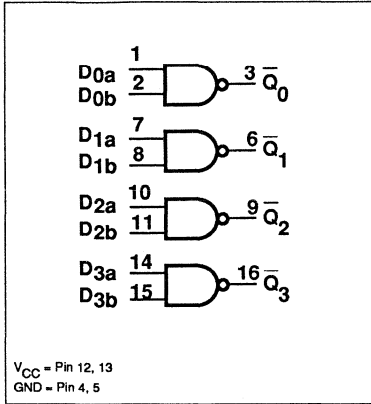 1
D0a
2
D0b
3 Q̅0
7
D1a
8
D1b
6 Q̅1
10
D2a
11
D2b
9 Q̅2
14
D3a
15
D3b
16 Q̅3
VCC = Pin 12, 13
GND = Pin 4, 5